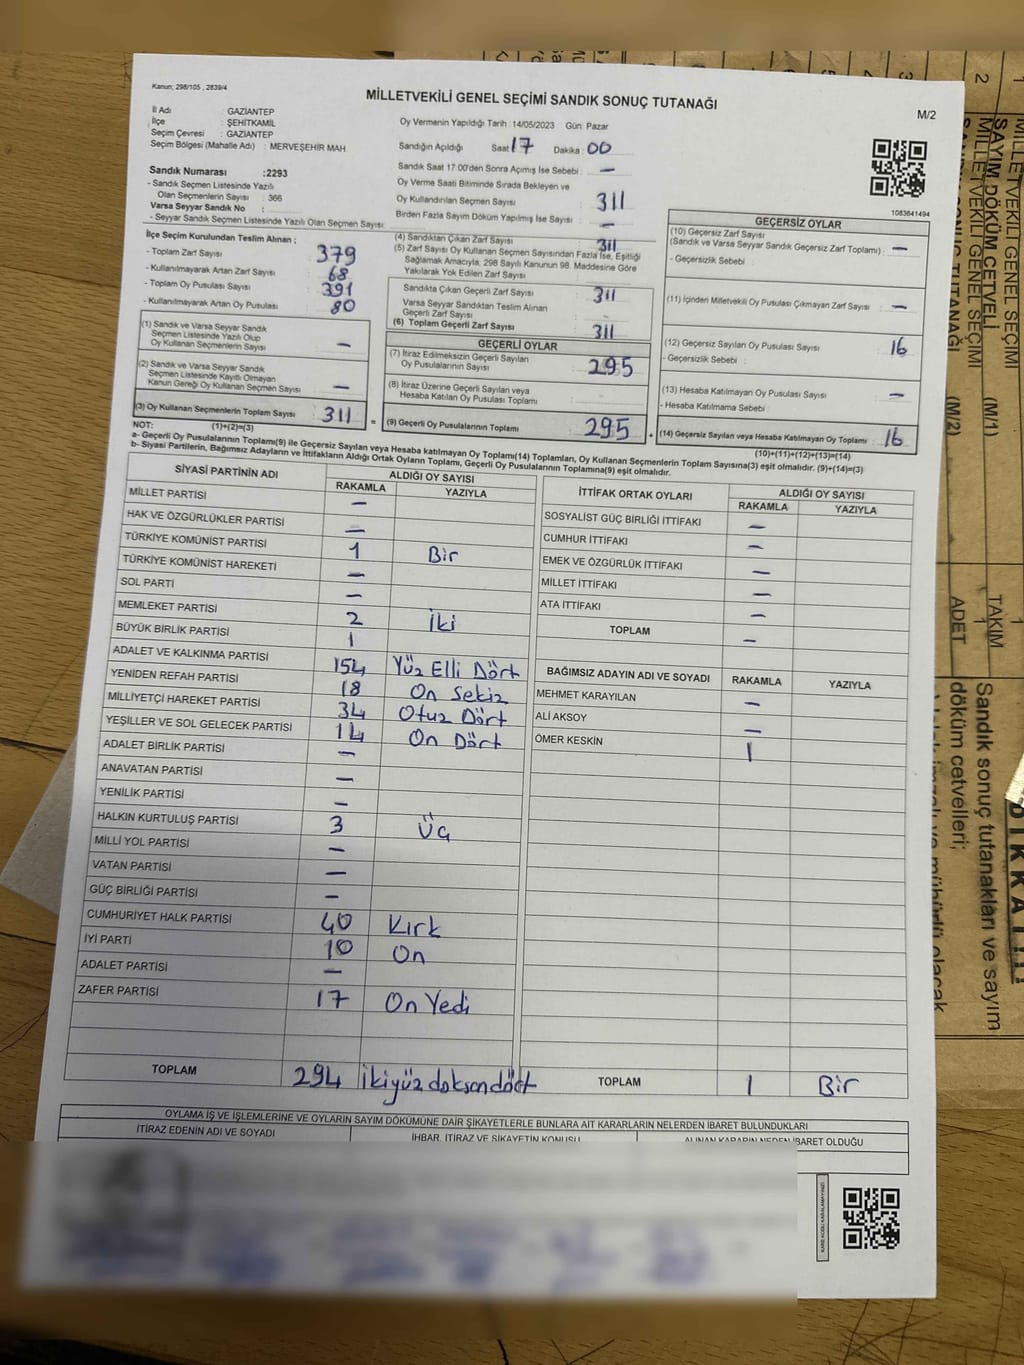 Kanun; 298/105 , 2839/4
MİLLETVEKİLİ GENEL SEÇİMİ SANDIK SONUÇ TUTANAĞI
M/2
İl Adı : GAZİANTEP
İlçe : ŞEHİTKAMİL
Seçim Çevresi : GAZİANTEP
Seçim Bölgesi (Mahalle Adı) : MERVEŞEHİR MAH.
Oy Vermenin Yapıldığı Tarih :14/05/2023 Gün: Pazar
Sandığın Açıldığı Saat 17 Dakika : 00
Sandık Saat 17:00'den Sonra Açımış İse Sebebi : —
Oy Verme Saati Bitiminde Sırada Bekleyen ve
Oy Kullandırılan Seçmen Sayısı : 311
Birden Fazla Sayım Döküm Yapılmış İse Sayısı : —
Sandık Numarası :2293
- Sandık Seçmen Listesinde Yazılı
Olan Seçmenlerin Sayısı : 366
Varsa Seyyar Sandık No :
- Seyyar Sandık Seçmen Listesinde Yazılı Olan Seçmen Sayısı:
İlçe Seçim Kurulundan Teslim Alınan ;
- Toplam Zarf Sayısı : 379
- Kullanılmayarak Artan Zarf Sayısı : 68
- Toplam Oy Pusulası Sayısı : 391
- Kullanılmayarak Artan Oy Pusulası : 80
(1) Sandık ve Varsa Seyyar Sandık
Seçmen Listesinde Yazılı Olup
Oy Kullanan Seçmenlerin Sayısı : —
(2) Sandık ve Varsa Seyyar Sandık
Seçmen Listesinde Kayıtlı Olmayan
Kanun Gereği Oy Kullanan Seçmen Sayısı : —
(3) Oy Kullanan Seçmenlerin Toplam Sayısı : 311 =
(4) Sandıktan Çıkan Zarf Sayısı : 311
(5) Zarf Sayısı Oy Kullanan Seçmen Sayısından Fazla İse, Eşitliği
Sağlamak Amacıyla, 298 Sayılı Kanunun 98. Maddesine Göre
Yakılarak Yok Edilen Zarf Sayısı :
Sandıkta Çıkan Geçerli Zarf Sayısı : 311
Varsa Seyyar Sandıktan Teslim Alınan
Geçerli Zarf Sayısı :
(6) Toplam Geçerli Zarf Sayısı : 311
GEÇERLİ OYLAR
(7) İtiraz Edilmeksizin Geçerli Sayılan
Oy Pusulalarının Sayısı : 295
(8) İtiraz Üzerine Geçerli Sayılan veya
Hesaba Katılan Oy Pusulası Toplamı :
(9) Geçerli Oy Pusulalarının Toplamı : 295 +
1083641494
GEÇERSİZ OYLAR
(10) Geçersiz Zarf Sayısı
(Sandık ve Varsa Seyyar Sandık Geçersiz Zarf Toplamı) : —
- Geçersizlik Sebebi :
(11) İçinden Milletvekili Oy Pusulası Çıkmayan Zarf Sayısı : —
(12) Geçersiz Sayılan Oy Pusulası Sayısı : 16
- Geçersizlik Sebebi :
(13) Hesaba Katılmayan Oy Pusulası Sayısı : —
- Hesaba Katılmama Sebebi :
(14) Geçersiz Sayılan veya Hesaba Katılmayan Oy Toplamı : 16
NOT: (1)+(2)=(3)
(10)+(11)+(12)+(13)=(14)
a- Geçerli Oy Pusulalarının Toplamı(9) ile Geçersiz Sayılan veya Hesaba katılmayan Oy Toplamı(14) Toplamları, Oy Kullanan Seçmenlerin Toplam Sayısına(3) eşit olmalıdır. (9)+(14)=(3)
b- Siyasi Partilerin, Bağımsız Adayların ve İttifakların Aldığı Ortak Oyların Toplamı, Geçerli Oy Pusulalarının Toplamına(9) eşit olmalıdır.
SİYASİ PARTİNİN ADI ALDIĞI OY SAYISI
RAKAMLA YAZIYLA
MİLLET PARTİSİ —
HAK VE ÖZGÜRLÜKLER PARTİSİ —
TÜRKİYE KOMÜNİST PARTİSİ 1 Bir
TÜRKİYE KOMÜNİST HAREKETİ —
SOL PARTİ —
MEMLEKET PARTİSİ 2 İki
BÜYÜK BİRLİK PARTİSİ 1
ADALET VE KALKINMA PARTİSİ 154 Yüz Elli Dört
YENİDEN REFAH PARTİSİ 18 On Sekiz
MİLLİYETÇİ HAREKET PARTİSİ 34 Otuz Dört
YEŞİLLER VE SOL GELECEK PARTİSİ 14 On Dört
ADALET BİRLİK PARTİSİ —
ANAVATAN PARTİSİ —
YENİLİK PARTİSİ —
HALKIN KURTULUŞ PARTİSİ 3 Üç
MİLLİ YOL PARTİSİ —
VATAN PARTİSİ —
GÜÇ BİRLİĞİ PARTİSİ —
CUMHURİYET HALK PARTİSİ 40 Kırk
İYİ PARTİ 10 On
ADALET PARTİSİ —
ZAFER PARTİSİ 17 On Yedi
TOPLAM 294 İkiyüz doksan dört
İTTİFAK ORTAK OYLARI ALDIĞI OY SAYISI
RAKAMLA YAZIYLA
SOSYALİST GÜÇ BİRLİĞİ İTTİFAKI —
CUMHUR İTTİFAKI —
EMEK VE ÖZGÜRLÜK İTTİFAKI —
MİLLET İTTİFAKI —
ATA İTTİFAKI —
TOPLAM —
BAĞIMSIZ ADAYIN ADI VE SOYADI RAKAMLA YAZIYLA
MEHMET KARAYILAN —
ALİ AKSOY —
ÖMER KESKİN 1
TOPLAM 1 Bir
OYLAMA İŞ VE İŞLEMLERİNE VE OYLARIN SAYIM DÖKÜMÜNE DAİR ŞİKAYETLERLE BUNLARA AİT KARARLARIN NELERDEN İBARET BULUNDUKLARI
İTİRAZ EDENİN ADI VE SOYADI
İHBAR, İTİRAZ VE ŞİKAYETİN KONUSU
ALINAN KARARIN NEDEN İBARET OLDUĞU
KARE KODU KARALAMAYINIZ!
MİLLETVEKİLİ GENEL SEÇİMİ
SAYIM DÖKÜM CETVELİ (M/1)
MİLLETVEKİLİ GENEL SEÇİMİ
(M/2)
2
1
TAKIM
1
ADET
Sandık sonuç tutanakları ve sayım
döküm cetvelleri;